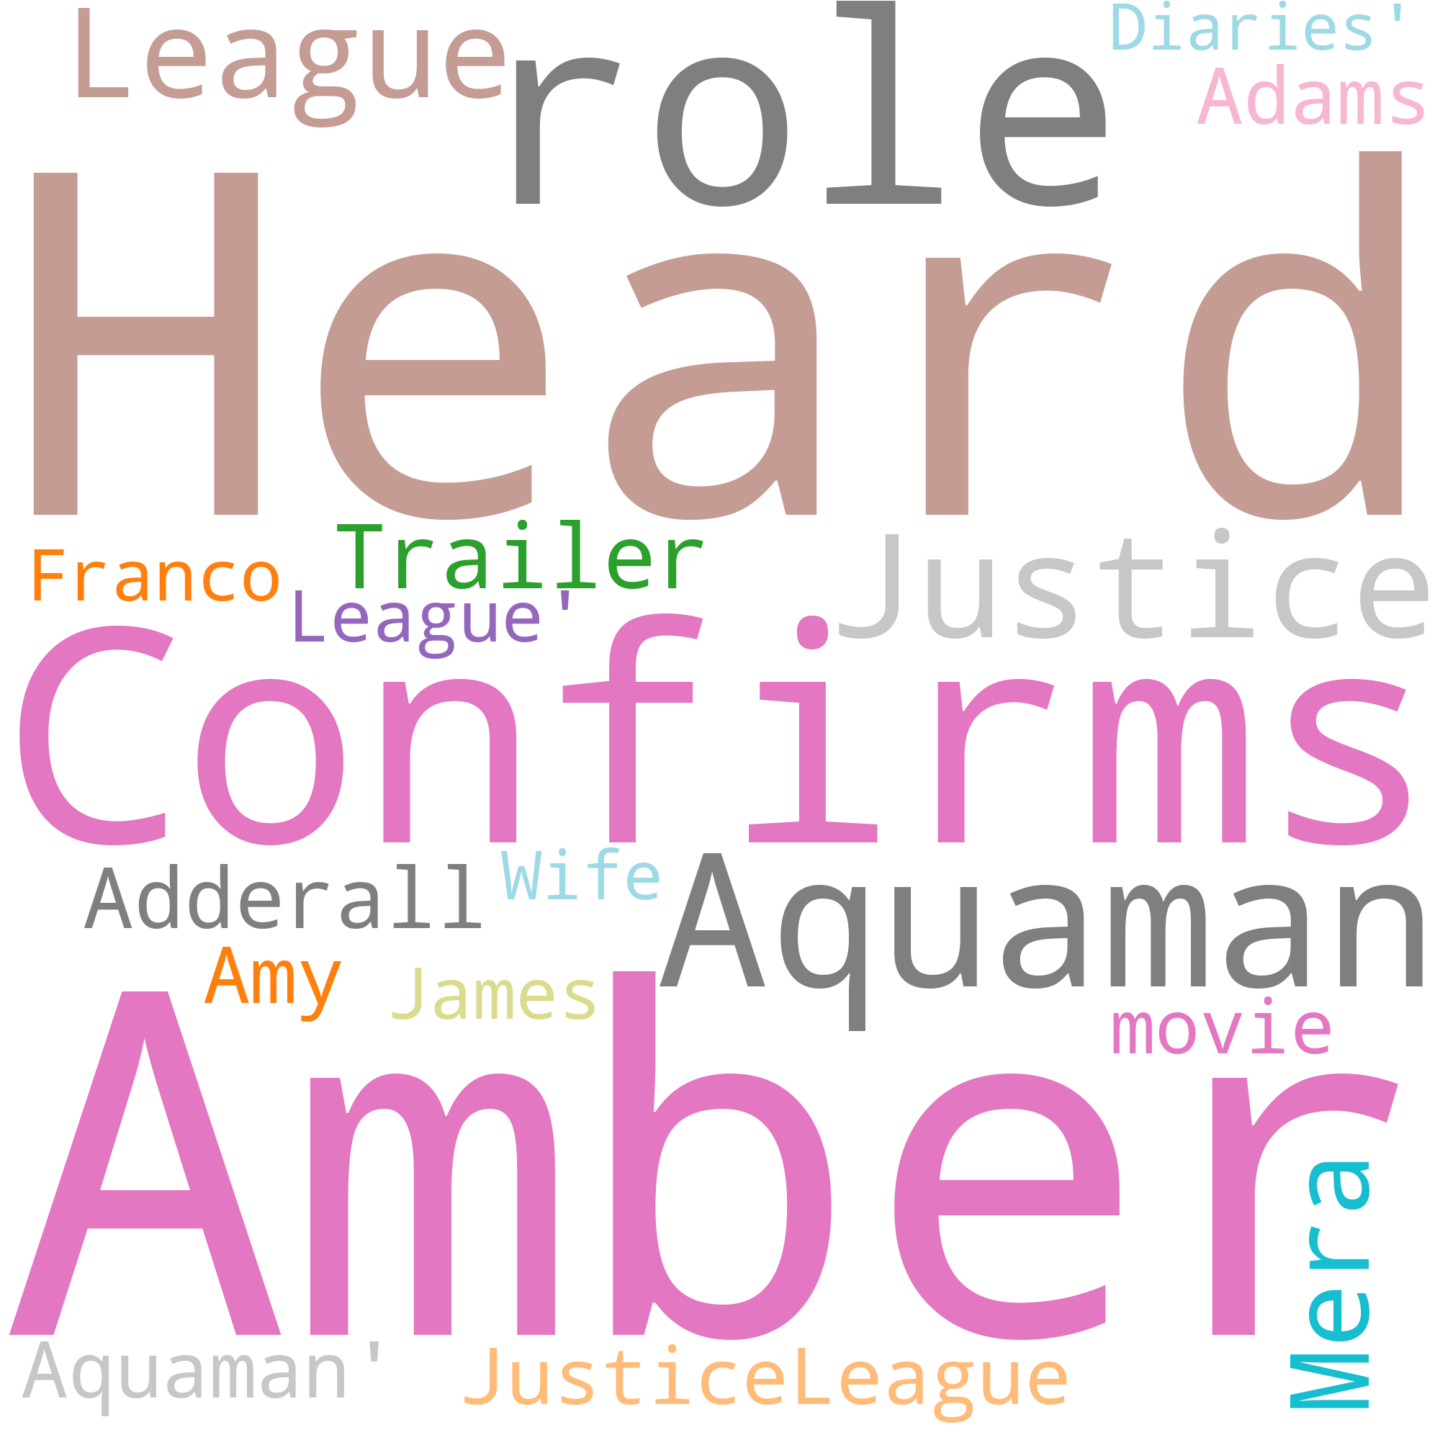 League
role
Diaries'
Adams
Heard
Franco
Trailer
Justice
League'
Confirms
Adderall
Wife
Aquaman
Amy
James
movie
Amber
Mera
Aquaman'
JusticeLeague